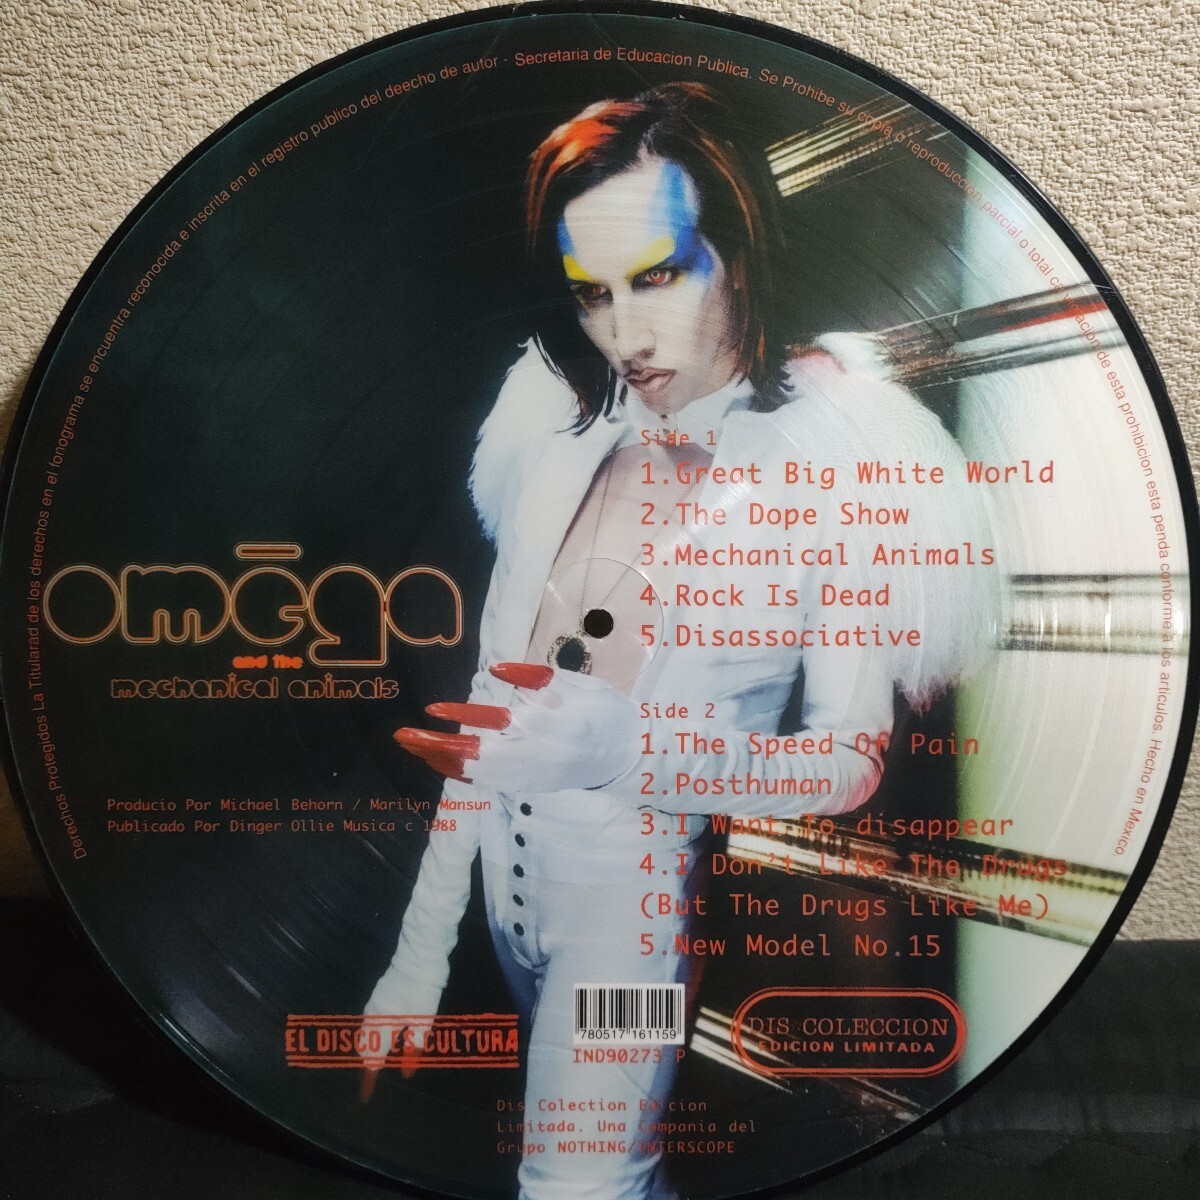 Derechos Protegidos La Titularad de los derechos en el fonograma se encuentra reconocida e inscrita en el registro publico del deecho de autor - Secretaria de Educacion Publica. Se Prohibe su copia o reproduccion parcial o total de esta prohibicion esta penda conforme a los articulos. Hecho en Mexico.
omēga
and the
mechanical animals
Side 1
1.Great Big White World
2.The Dope Show
3.Mechanical Animals
4.Rock Is Dead
5.Disassociative
Side 2
1.The Speed Of Pain
2.Posthuman
3.I Want To disappear
4.I Don't Like The Drugs
(But The Drugs Like Me)
5.New Model No.15
Producio Por Michael Behorn / Marilyn Mansun
Publicado Por Dinger Ollie Musica c 1988
EL DISCO ES CULTURA
780517 161159
IND90273 P
DIS COLECCION
EDICION LIMITADA
Dis Colection Edicion
Limitada. Una Compania del
Grupo NOTHING/INTERSCOPE